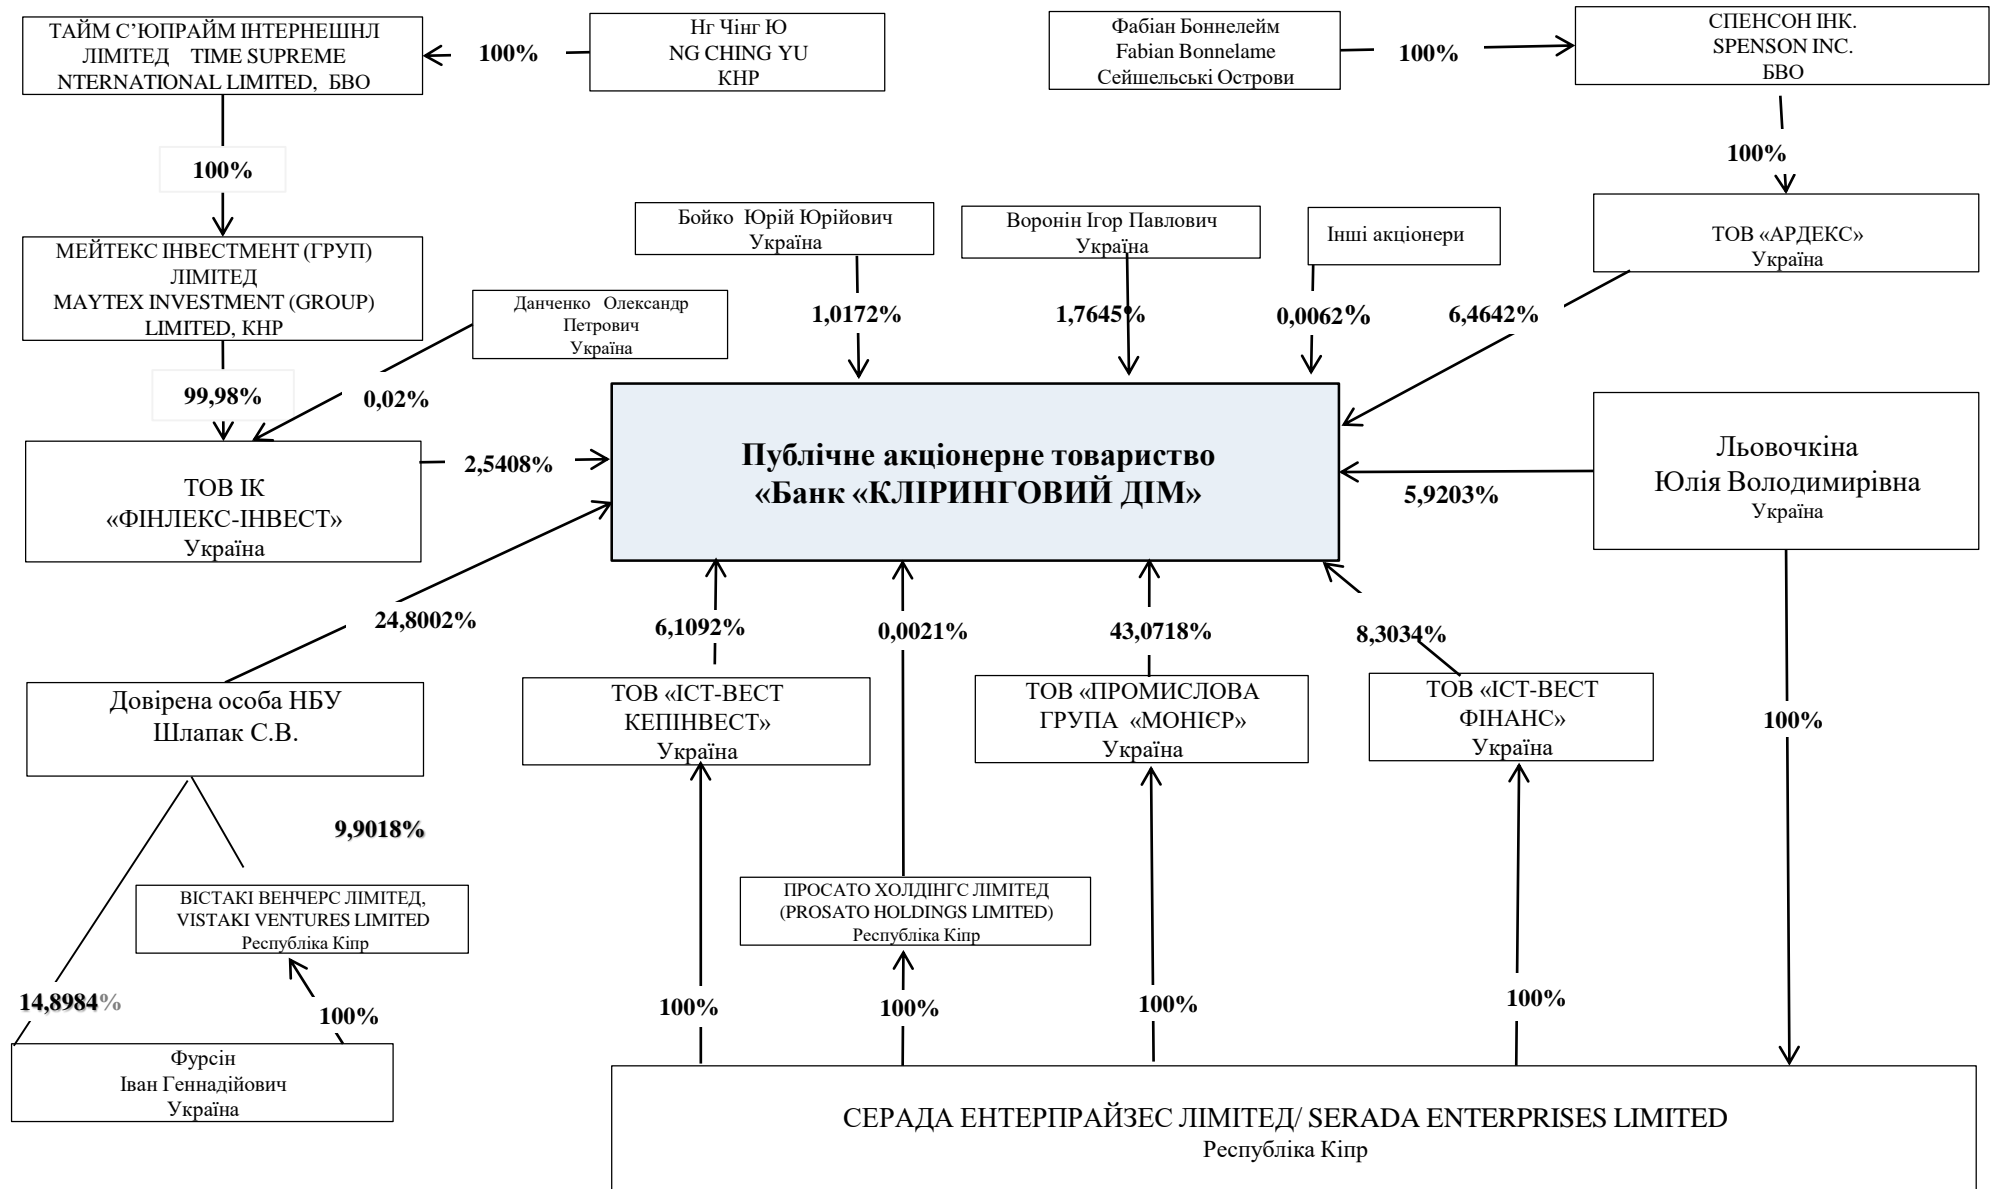 ТАЙМ С’ЮПРАЙМ ІНТЕРНЕШНЛ
ЛІМІТЕД TIME SUPREME
NTERNATIONAL LIMITED, БВО
100%
Нг Чінг Ю
NG CHING YU
КНР
Фабіан Боннелейм
Fabian Bonnelame
Сейшельські Острови
100%
СПЕНСОН ІНК.
SPENSON INC.
БВО
100%
100%
МЕЙТЕКС ІНВЕСТМЕНТ (ГРУП)
ЛІМІТЕД
MAYTEX INVESTMENT (GROUP)
LIMITED, КНР
Бойко Юрій Юрійович
Україна
Воронін Ігор Павлович
Україна
Інші акціонери
ТОВ «АРДЕКС»
Україна
Данченко Олександр
Петрович
Україна
1,0172%
1,7645%
0,0062%
6,4642%
99,98%
0,02%
ТОВ ІК
«ФІНЛЕКС-ІНВЕСТ»
Україна
2,5408%
Публічне акціонерне товариство
«Банк «КЛІРИНГОВИЙ ДІМ»
5,9203%
Льовочкіна
Юлія Володимирівна
Україна
24,8002%
6,1092%
0,0021%
43,0718%
8,3034%
Довірена особа НБУ
Шлапак С.В.
ТОВ «ІСТ-ВЕСТ
КЕПІНВЕСТ»
Україна
ТОВ «ПРОМИСЛОВА
ГРУПА «МОНІЄР»
Україна
ТОВ «ІСТ-ВЕСТ
ФІНАНС»
Україна
100%
9,9018%
ВІСТАКІ ВЕНЧЕРС ЛІМІТЕД,
VISTAKI VENTURES LIMITED
Республіка Кіпр
ПРОСАТО ХОЛДІНГС ЛІМІТЕД
(PROSATO HOLDINGS LIMITED)
Республіка Кіпр
14,8984%
100%
100%
100%
100%
100%
Фурсін
Іван Геннадійович
Україна
СЕРАДА ЕНТЕРПРАЙЗЕС ЛІМІТЕД/ SERADA ENTERPRISES LIMITED
Республіка Кіпр